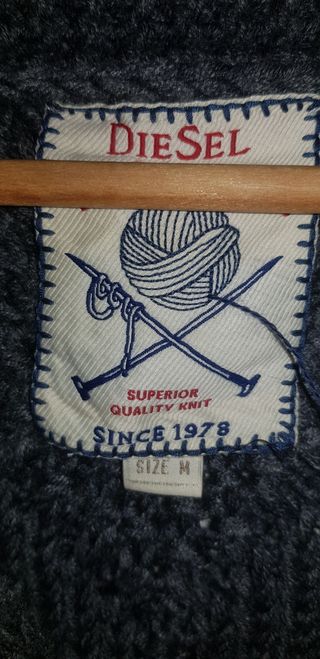 DIESEL
SUPERIOR
QUALITY KNIT
SINCE 1978
SIZE M